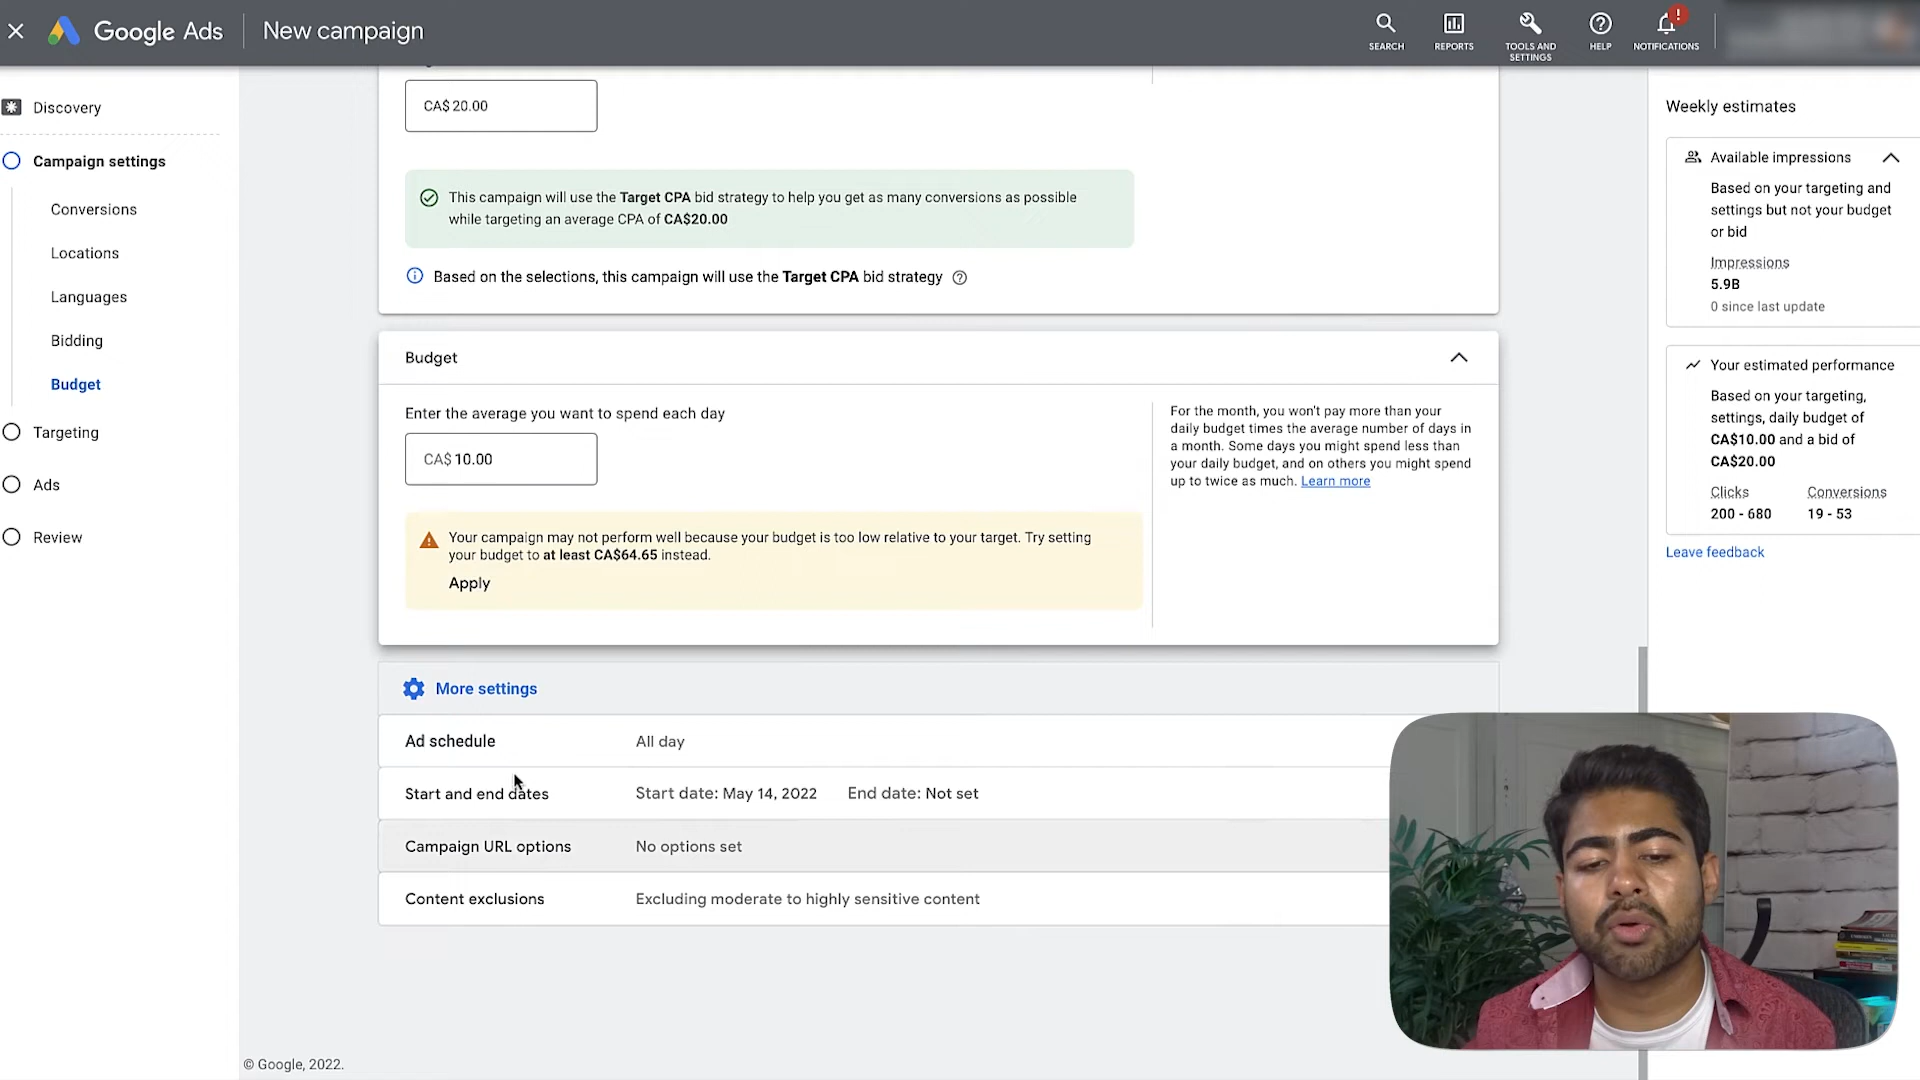 Google Ads
New campaign
SEARCH
REPORTS
TOOLS AND
SETTINGS
HELP
!
NOTIFICATIONS
Discovery
Campaign settings
Conversions
Locations
Languages
Bidding
Budget
Targeting
Ads
Review
CA$ 20.00
This campaign will use the Target CPA bid strategy to help you get as many conversions as possible
while targeting an average CPA of CA$20.00
Based on the selections, this campaign will use the Target CPA bid strategy
Budget
Enter the average you want to spend each day
CA$ 10.00
Your campaign may not perform well because your budget is too low relative to your target. Try setting
your budget to at least CA$64.65 instead.
Apply
For the month, you won't pay more than your
daily budget times the average number of days in
a month. Some days you might spend less than
your daily budget, and on others you might spend
up to twice as much. Learn more
More settings
Ad schedule All day
Start and end dates Start date: May 14, 2022 End date: Not set
Campaign URL options No options set
Content exclusions Excluding moderate to highly sensitive content
© Google, 2022.
Weekly estimates
Available impressions
Based on your targeting and
settings but not your budget
or bid
Impressions
5.9B
0 since last update
Your estimated performance
Based on your targeting,
settings, daily budget of
CA$10.00 and a bid of
CA$20.00
Clicks Conversions
200 - 680 19 - 53
Leave feedback